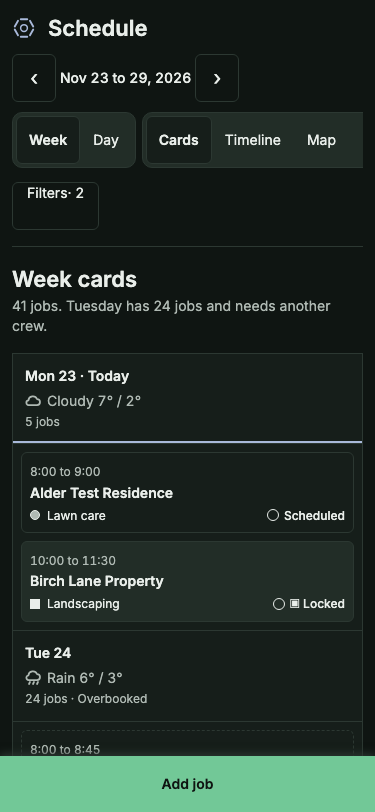 Schedule
Nov 23 to 29, 2026
Week Day Cards Timeline Map
Filters· 2
Week cards
41 jobs. Tuesday has 24 jobs and needs another
crew.
Mon 23 · Today
Cloudy 7° / 2°
5 jobs
8:00 to 9:00
Alder Test Residence
Lawn care Scheduled
10:00 to 11:30
Birch Lane Property
Landscaping Locked
Tue 24
Rain 6° / 3°
24 jobs · Overbooked
8:00 to 8:45
Add job